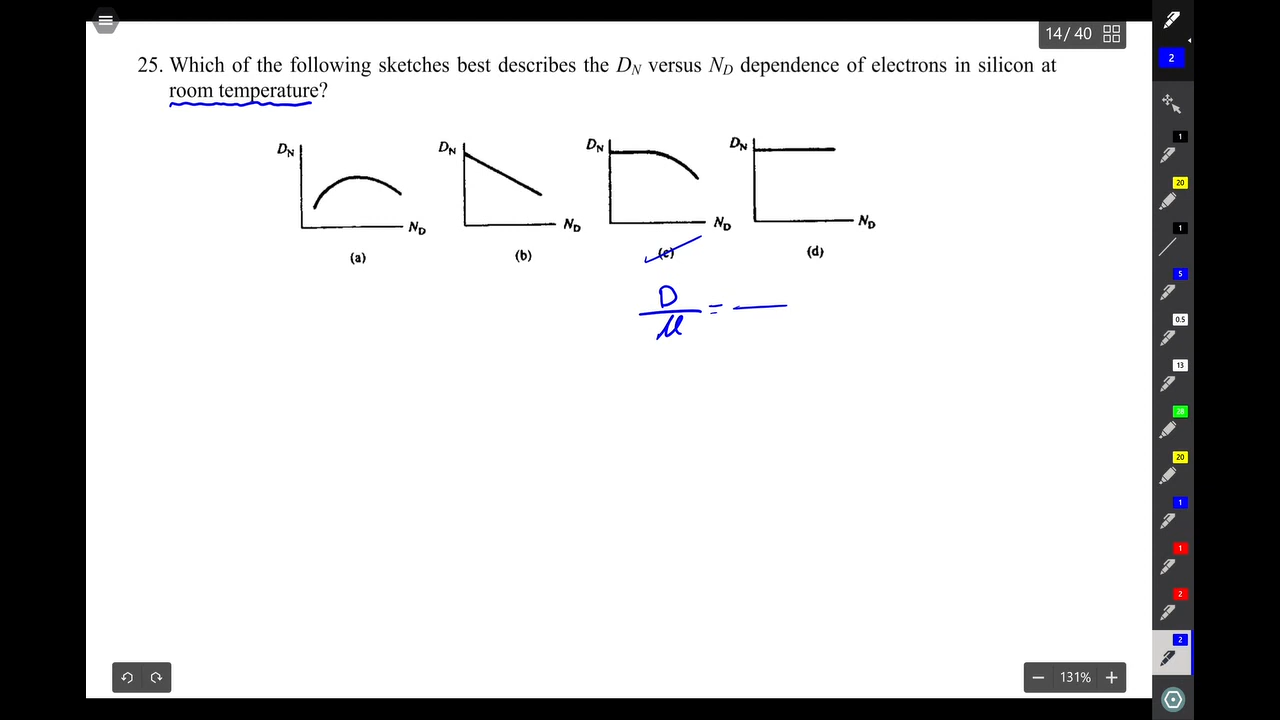 14 / 40
25. Which of the following sketches best describes the D_N versus N_D dependence of electrons in silicon at
room temperature?
D_N N_D (a)
D_N N_D (b)
D_N N_D (c)
D_N N_D (d)
D/μ = —
2
1
20
1
5
0.5
13
28
20
1
1
2
2
131%